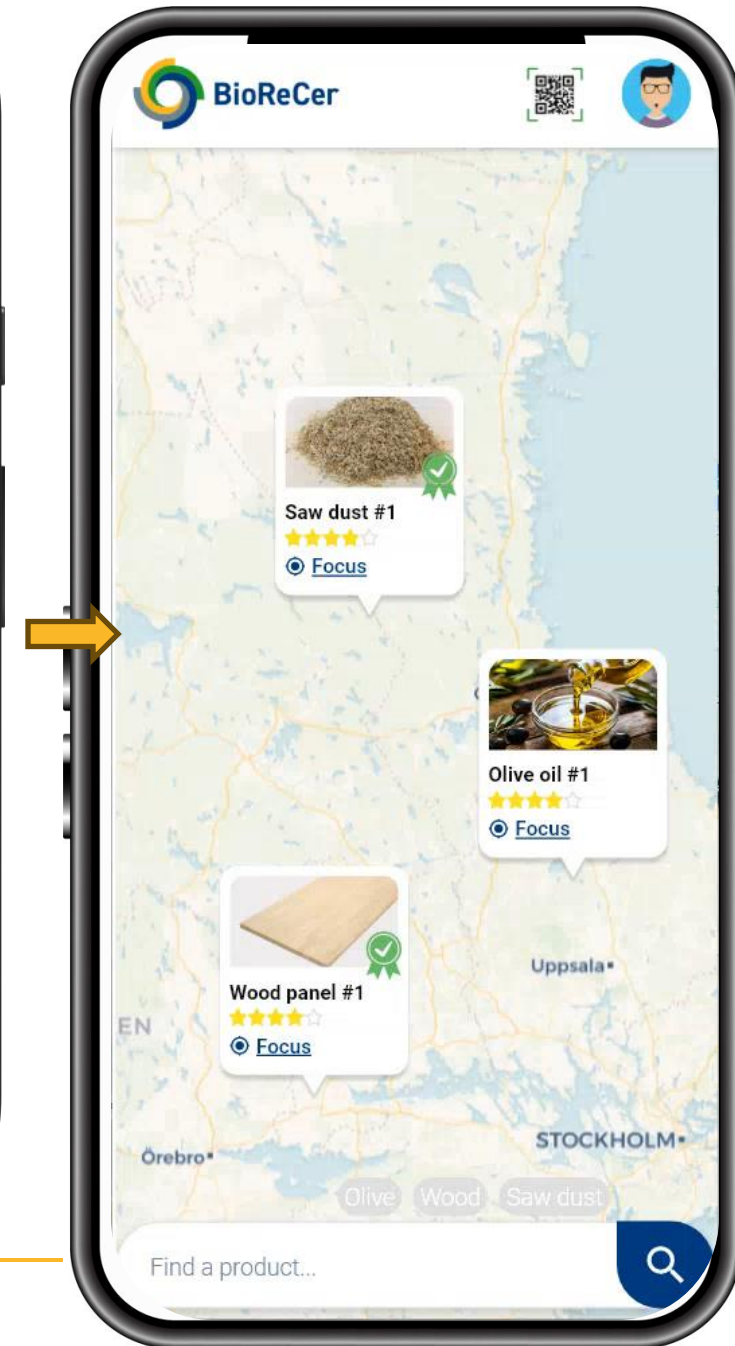 BioReCer
Saw dust #1
Focus
Olive oil #1
Focus
Wood panel #1
Focus
Uppsala
EN
STOCKHOLM
Örebro
Olive Wood Saw dust
Find a product...